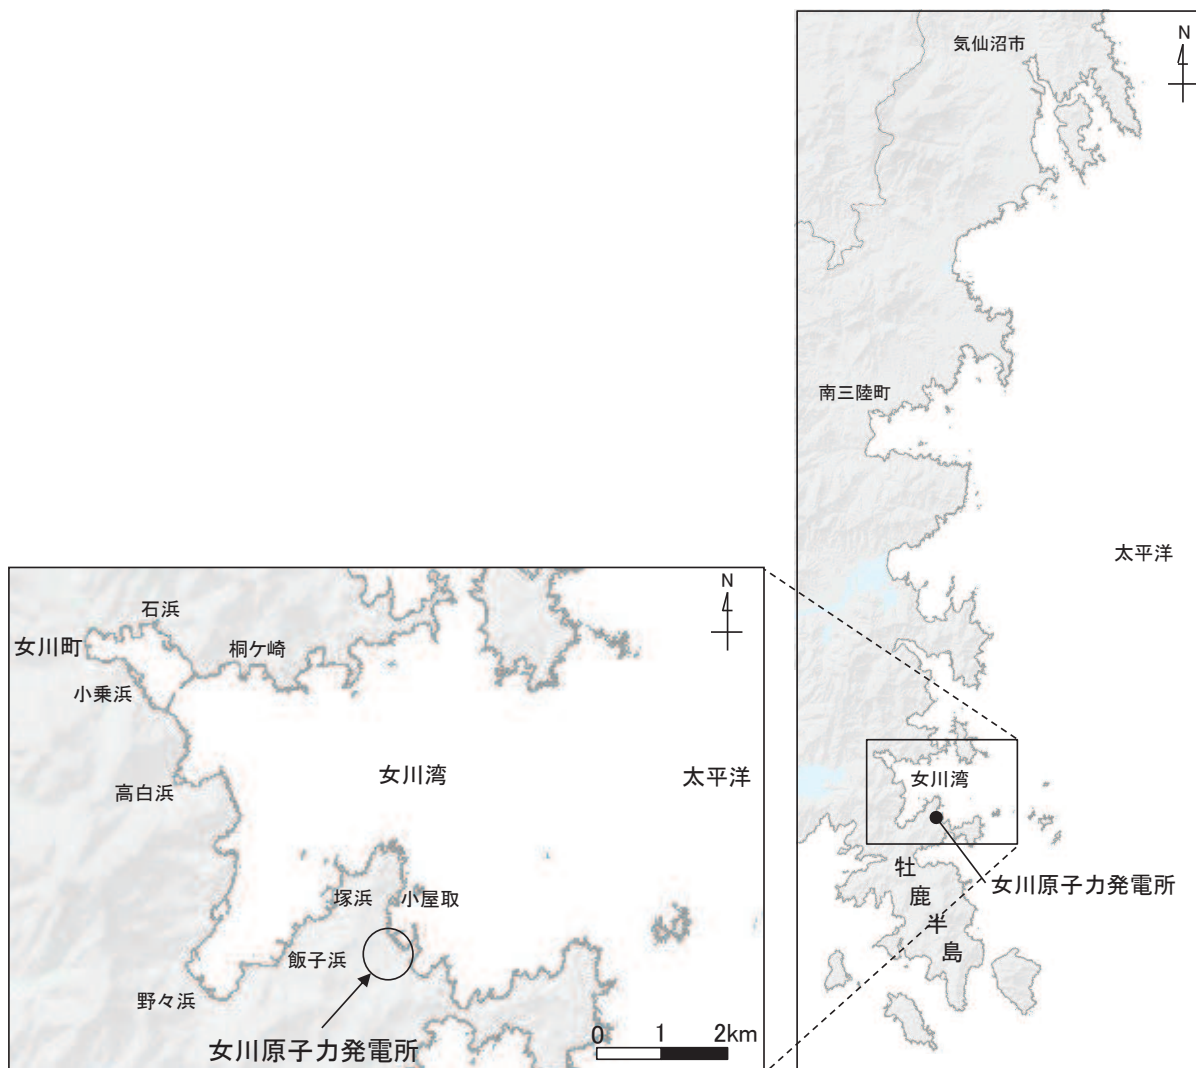 気仙沼市
N
南三陸町
太平洋
女川湾
女川原子力発電所
牡鹿半島
N
石浜
女川町
桐ケ崎
小乗浜
女川湾
太平洋
高白浜
塚浜
小屋取
飯子浜
野々浜
女川原子力発電所
0 1 2km